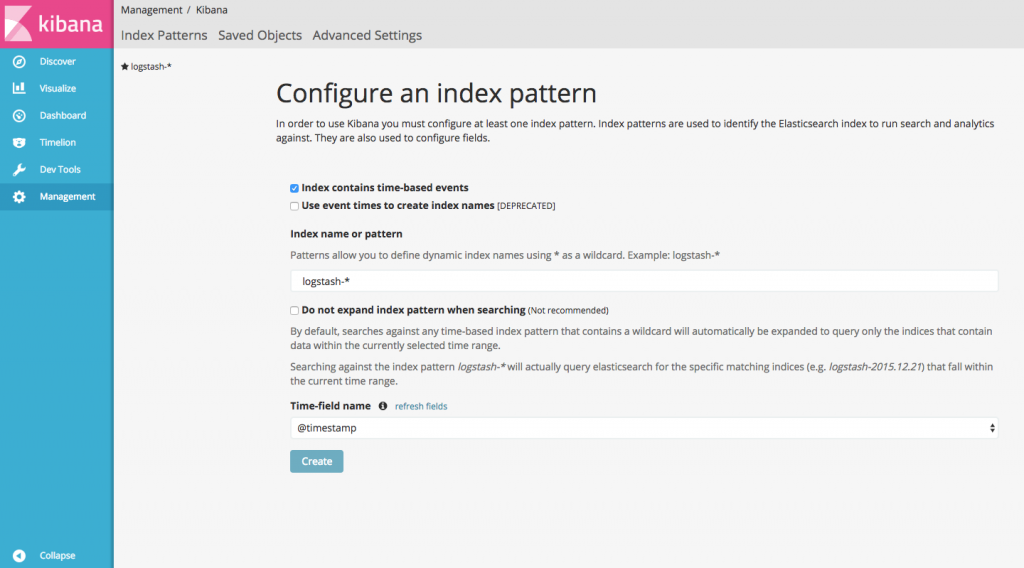 kibana
Management / Kibana
Index Patterns Saved Objects Advanced Settings
Discover
Visualize
Dashboard
Timelion
Dev Tools
Management
Collapse
logstash-*
Configure an index pattern
In order to use Kibana you must configure at least one index pattern. Index patterns are used to identify the Elasticsearch index to run search and analytics
against. They are also used to configure fields.
Index contains time-based events
Use event times to create index names [DEPRECATED]
Index name or pattern
Patterns allow you to define dynamic index names using * as a wildcard. Example: logstash-*
logstash-*
Do not expand index pattern when searching (Not recommended)
By default, searches against any time-based index pattern that contains a wildcard will automatically be expanded to query only the indices that contain
data within the currently selected time range.
Searching against the index pattern logstash-* will actually query elasticsearch for the specific matching indices (e.g. logstash-2015.12.21) that fall within
the current time range.
Time-field name refresh fields
@timestamp
Create